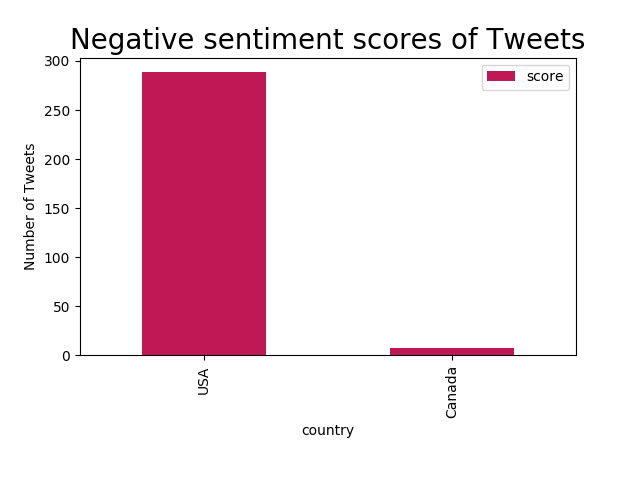 Negative sentiment scores of Tweets
score
300
250
200
150
100
50
0
Number of Tweets
USA
Canada
country